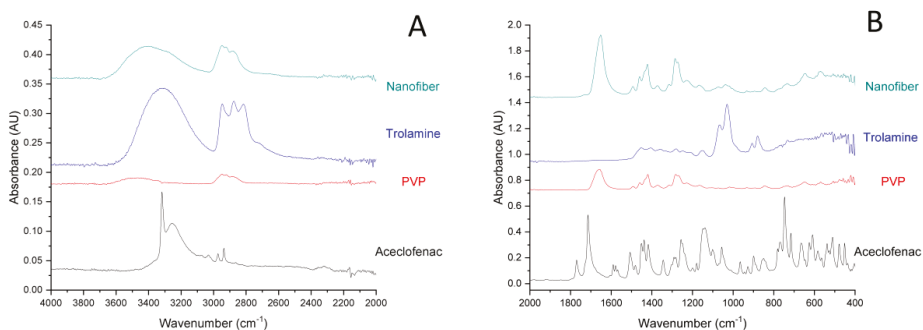 A
0.45
0.40
0.35
0.30
0.25
0.20
0.15
0.10
0.05
0.00
Absorbance (AU)
Nanofiber
Trolamine
PVP
Aceclofenac
4000 3800 3600 3400 3200 3000 2800 2600 2400 2200 2000
Wavenumber (cm⁻¹)
B
2.0
1.8
1.6
1.4
1.2
1.0
0.8
0.6
0.4
0.2
0.0
Absorbance (AU)
Nanofiber
Trolamine
PVP
Aceclofenac
2000 1800 1600 1400 1200 1000 800 600 400
Wavenumber (cm⁻¹)